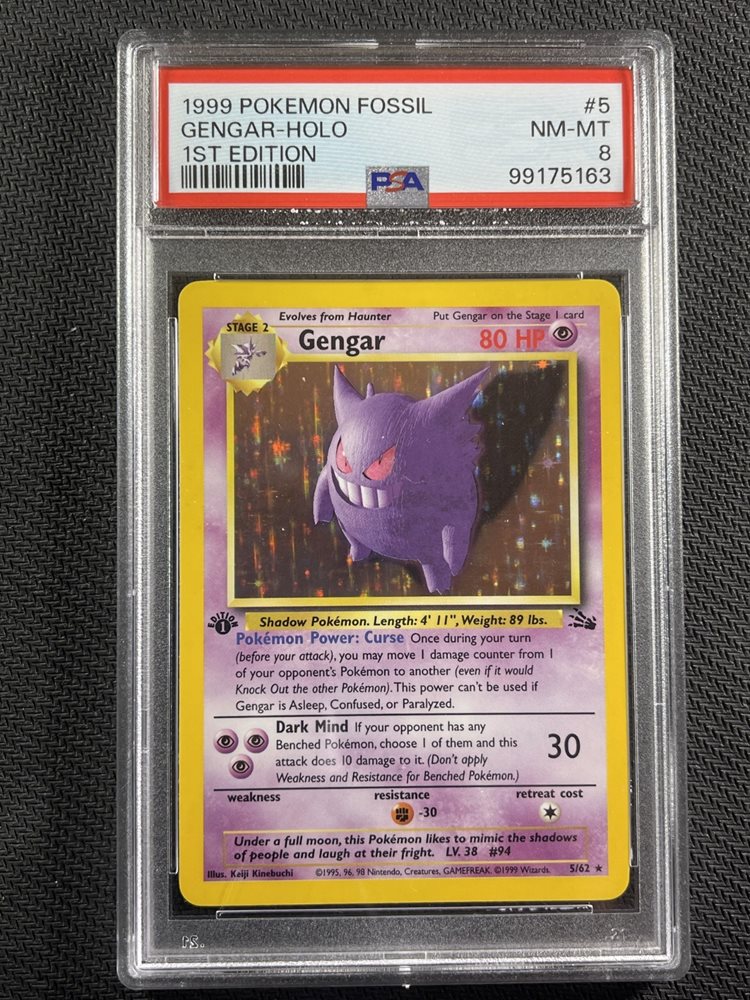 1999 POKEMON FOSSIL #5
GENGAR-HOLO NM-MT
1ST EDITION 8
PSA 99175163
Evolves from Haunter Put Gengar on the Stage 1 card
STAGE 2 Gengar 80 HP
EDITION 1
Shadow Pokémon. Length: 4' 11", Weight: 89 lbs.
Pokémon Power: Curse Once during your turn
(before your attack), you may move 1 damage counter from 1
of your opponent's Pokémon to another (even if it would
Knock Out the other Pokémon). This power can't be used if
Gengar is Asleep, Confused, or Paralyzed.
Dark Mind If your opponent has any
Benched Pokémon, choose 1 of them and this
attack does 10 damage to it. (Don't apply
Weakness and Resistance for Benched Pokémon.)
30
weakness resistance retreat cost
-30
Under a full moon, this Pokémon likes to mimic the shadows
of people and laugh at their fright. LV. 38 #94
Illus. Keiji Kinebuchi ©1995, 96, 98 Nintendo, Creatures, GAMEFREAK. ©1999 Wizards. 5/62 ★